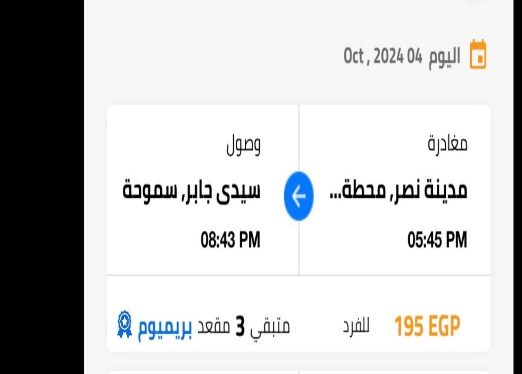 اليوم 04 Oct , 2024
مغادرة
مدينة نصر, محطة...
05:45 PM
وصول
سيدى جابر, سموحة
08:43 PM
195 EGP للفرد
متبقي 3 مقعد بريميوم